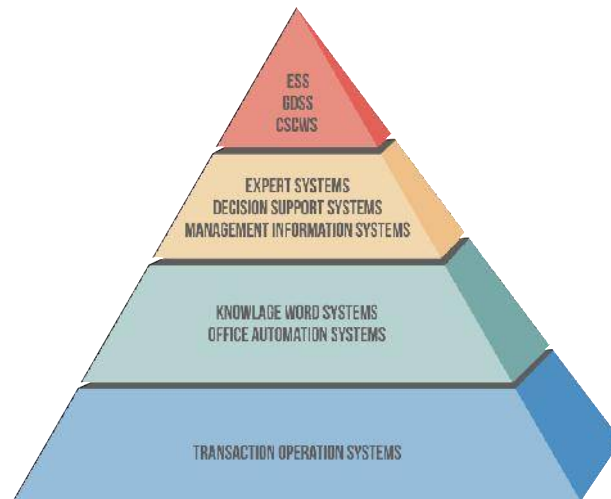 ESS
GDSS
CSCWS
EXPERT SYSTEMS
DECISION SUPPORT SYSTEMS
MANAGEMENT INFORMATION SYSTEMS
KNOWLAGE WORD SYSTEMS
OFFICE AUTOMATION SYSTEMS
TRANSACTION OPERATION SYSTEMS